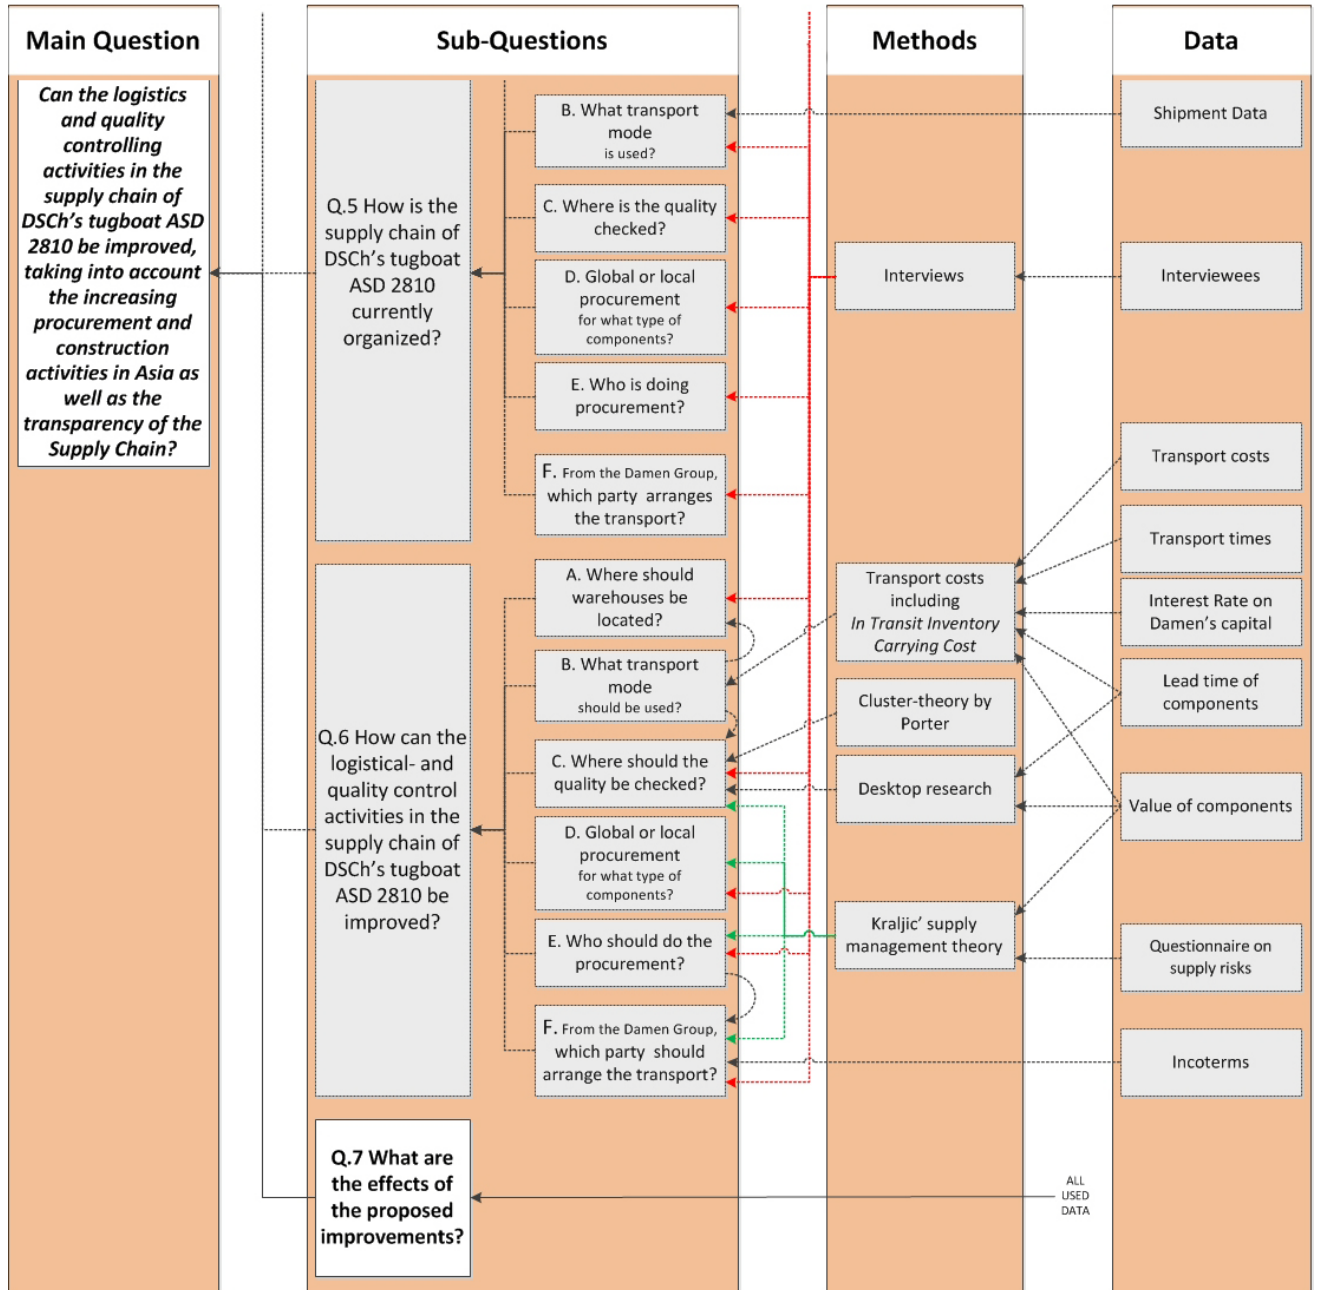 Main Question
Sub-Questions
Methods
Data
Can the logistics
and quality
controlling
activities in the
supply chain of
DSCh's tugboat ASD
2810 be improved,
taking into account
the increasing
procurement and
construction
activities in Asia as
well as the
transparency of the
Supply Chain?
Q.5 How is the
supply chain of
DSCh's tugboat
ASD 2810
currently
organized?
B. What transport
mode
is used?
C. Where is the quality
checked?
D. Global or local
procurement
for what type of
components?
E. Who is doing
procurement?
F. From the Damen Group,
which party arranges
the transport?
Q.6 How can the
logistical- and
quality control
activities in the
supply chain of
DSCh's tugboat
ASD 2810 be
improved?
A. Where should
warehouses be
located?
B. What transport
mode
should be used?
C. Where should the
quality be checked?
D. Global or local
procurement
for what type of
components?
E. Who should do the
procurement?
F. From the Damen Group,
which party should
arrange the transport?
Q.7 What are
the effects of
the proposed
improvements?
Interviews
Transport costs
including
In Transit Inventory
Carrying Cost
Cluster-theory by
Porter
Desktop research
Kraljic' supply
management theory
Shipment Data
Interviewees
Transport costs
Transport times
Interest Rate on
Damen's capital
Lead time of
components
Value of components
Questionnaire on
supply risks
Incoterms
ALL
USED
DATA